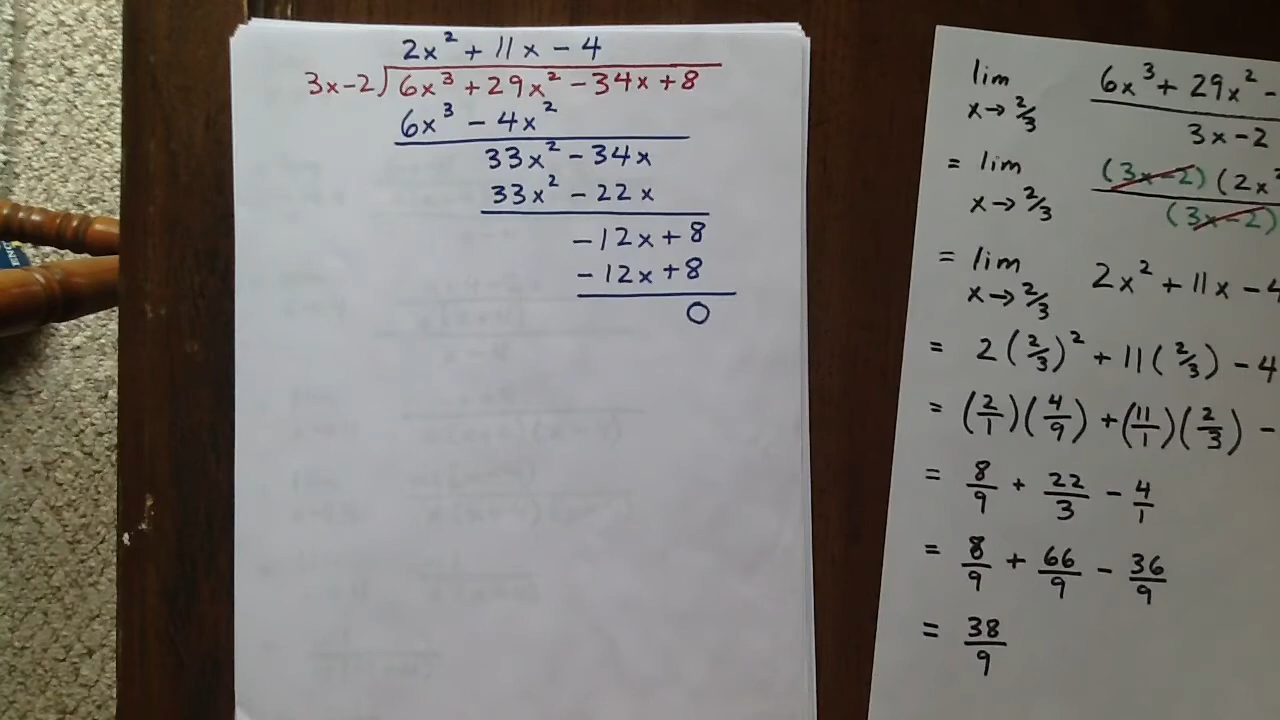 2x² + 11x - 4
3x-2)6x³ + 29x² - 34x + 8
6x³ - 4x²
33x² - 34x
33x² - 22x
-12x + 8
-12x + 8
0
lim x→2/3 6x³ + 29x² - / 3x-2
= lim x→2/3 (3x-2)(2x² / (3x-2)
= lim x→2/3 2x² + 11x - 4
= 2(2/3)² + 11(2/3) - 4
= (2/1)(4/9) + (11/1)(2/3) -
= 8/9 + 22/3 - 4/1
= 8/9 + 66/9 - 36/9
= 38/9